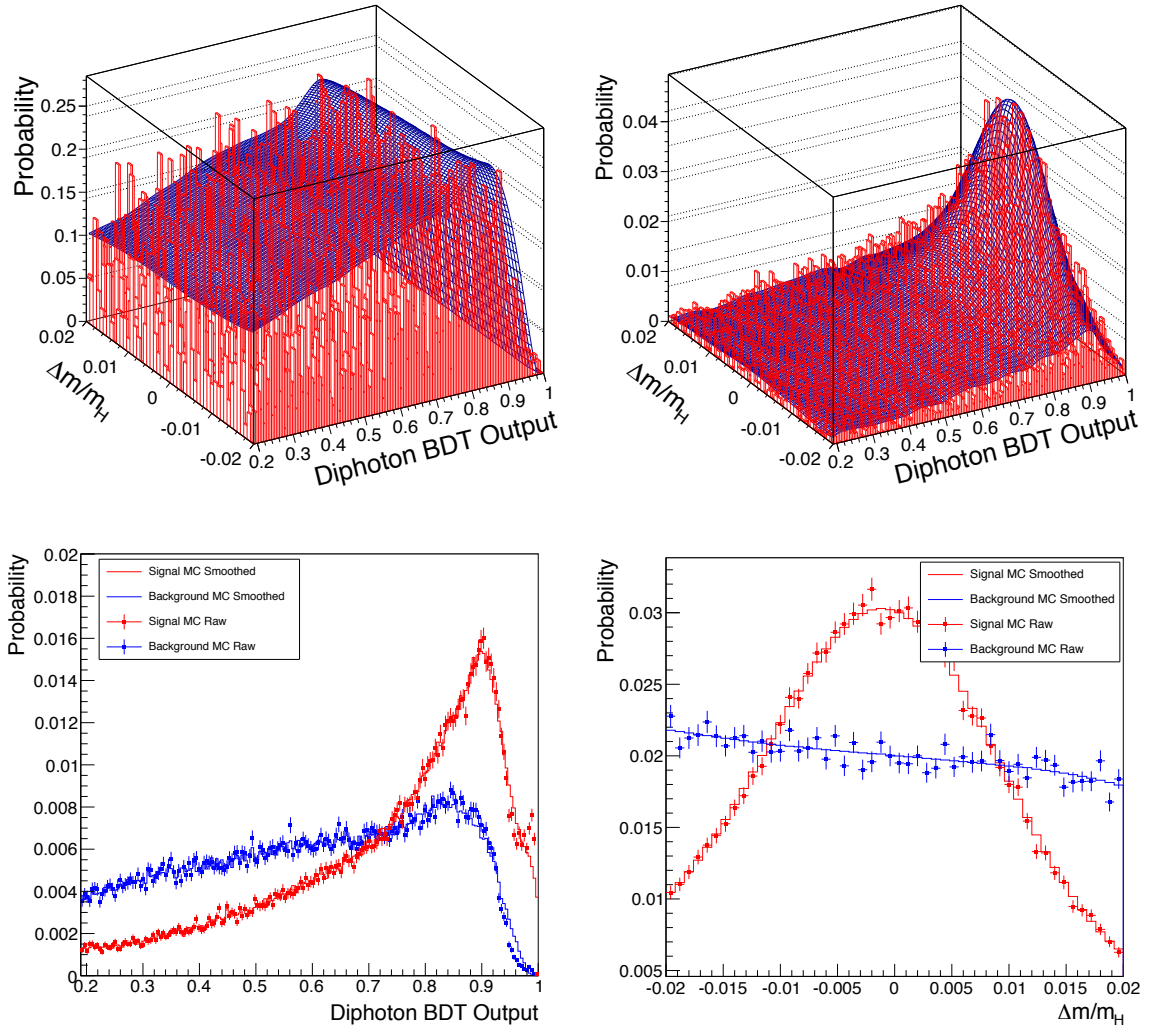 Probability
0.25
0.2
0.15
0.1
0.05
0
0.02
0.01
0
-0.01
-0.02
Δm/m_H
0.2 0.3 0.4 0.5 0.6 0.7 0.8 0.9 1
Diphoton BDT Output
Probability
0.04
0.03
0.02
0.01
0
0.02
0.01
0
-0.01
-0.02
Δm/m_H
0.2 0.3 0.4 0.5 0.6 0.7 0.8 0.9 1
Diphoton BDT Output
Probability
0.02
0.018
0.016
0.014
0.012
0.01
0.008
0.006
0.004
0.002
0
Signal MC Smoothed
Background MC Smoothed
Signal MC Raw
Background MC Raw
0.2 0.3 0.4 0.5 0.6 0.7 0.8 0.9 1
Diphoton BDT Output
Probability
0.03
0.025
0.02
0.015
0.01
0.005
Signal MC Smoothed
Background MC Smoothed
Signal MC Raw
Background MC Raw
-0.02 -0.015 -0.01 -0.005 0 0.005 0.01 0.015 0.02
Δm/m_H